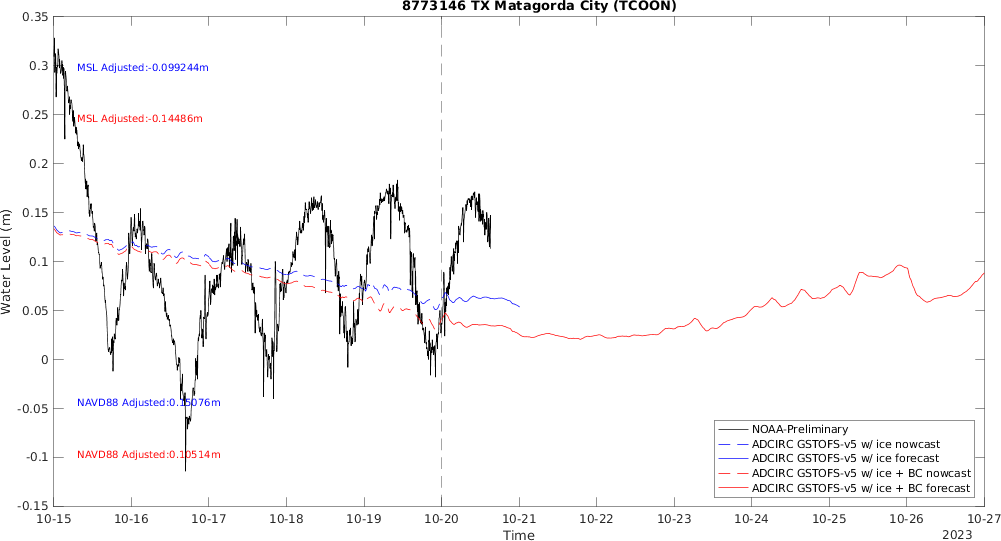 8773146 TX Matagorda City (TCOON)
0.35
0.3
0.25
0.2
0.15
0.1
0.05
0
-0.05
-0.1
-0.15
Water Level (m)
MSL Adjusted:-0.099244m
MSL Adjusted:-0.14486m
NAVD88 Adjusted:0.15076m
NAVD88 Adjusted:0.10514m
NOAA-Preliminary
ADCIRC GSTOFS-v5 w/ ice nowcast
ADCIRC GSTOFS-v5 w/ ice forecast
ADCIRC GSTOFS-v5 w/ ice + BC nowcast
ADCIRC GSTOFS-v5 w/ ice + BC forecast
10-15 10-16 10-17 10-18 10-19 10-20 10-21 10-22 10-23 10-24 10-25 10-26 10-27
Time
2023